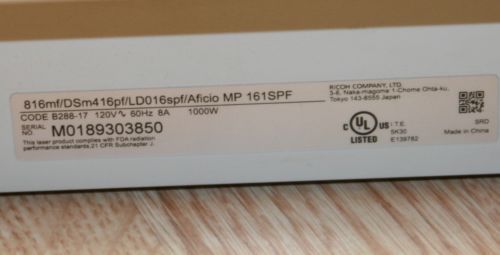 816mf/DSm416pf/LD016spf/Aficio MP 161SPF
CODE B288-17 120V~ 60Hz 8A 1000W
SERIAL NO. M0189303850
This laser product complies with FDA radiation
performance standards,21 CFR Subchapter J.
RICOH COMPANY, LTD.
3-6, Naka-magome 1-Chome Ohta-ku,
Tokyo 143-8555 Japan
C UL US I.T.E.
LISTED 5K30
E139782
SRD
Made in China